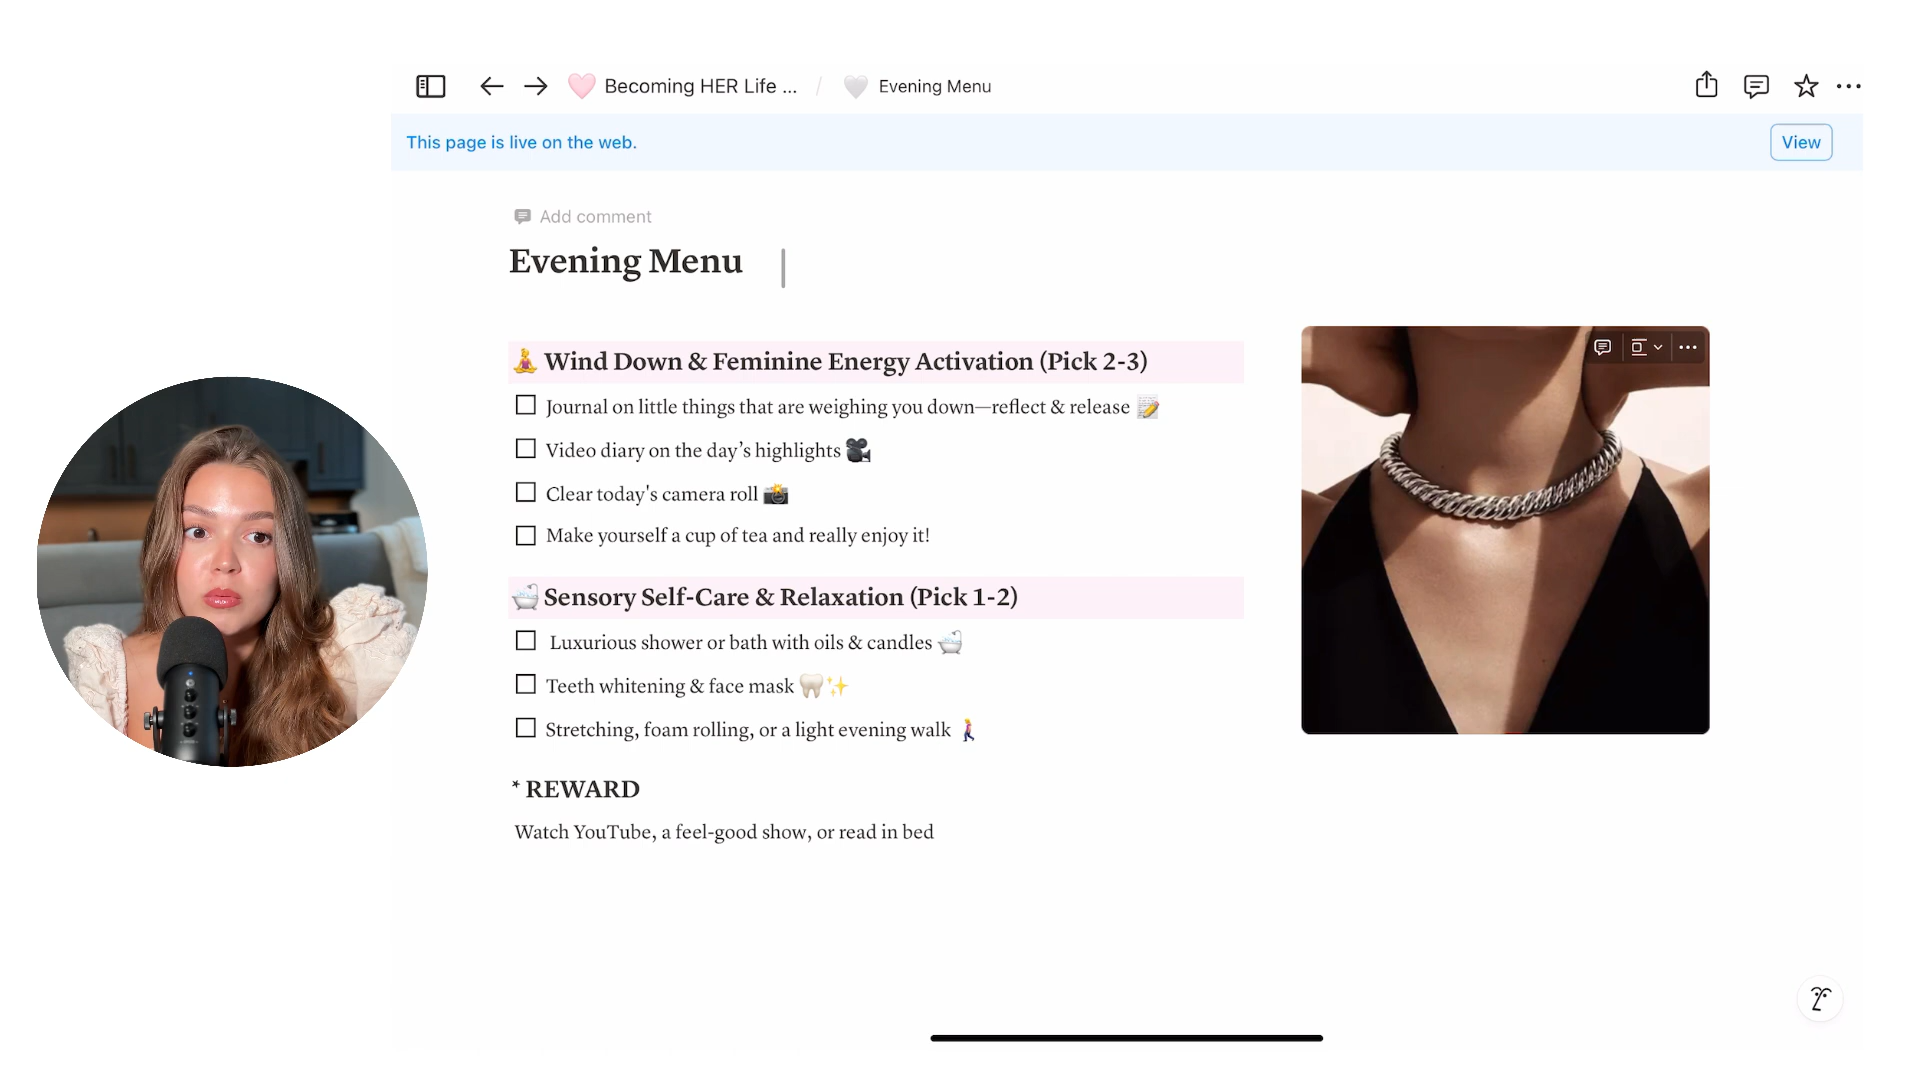 Becoming HER Life ... / Evening Menu
This page is live on the web.
View
Add comment
Evening Menu
🧘‍♀️ Wind Down & Feminine Energy Activation (Pick 2-3)
Journal on little things that are weighing you down—reflect & release 📝
Video diary on the day’s highlights 🎥
Clear today's camera roll 📸
Make yourself a cup of tea and really enjoy it!
🛁 Sensory Self-Care & Relaxation (Pick 1-2)
Luxurious shower or bath with oils & candles 🛁
Teeth whitening & face mask 🦷✨
Stretching, foam rolling, or a light evening walk 🚶‍♀️
* REWARD
Watch YouTube, a feel-good show, or read in bed